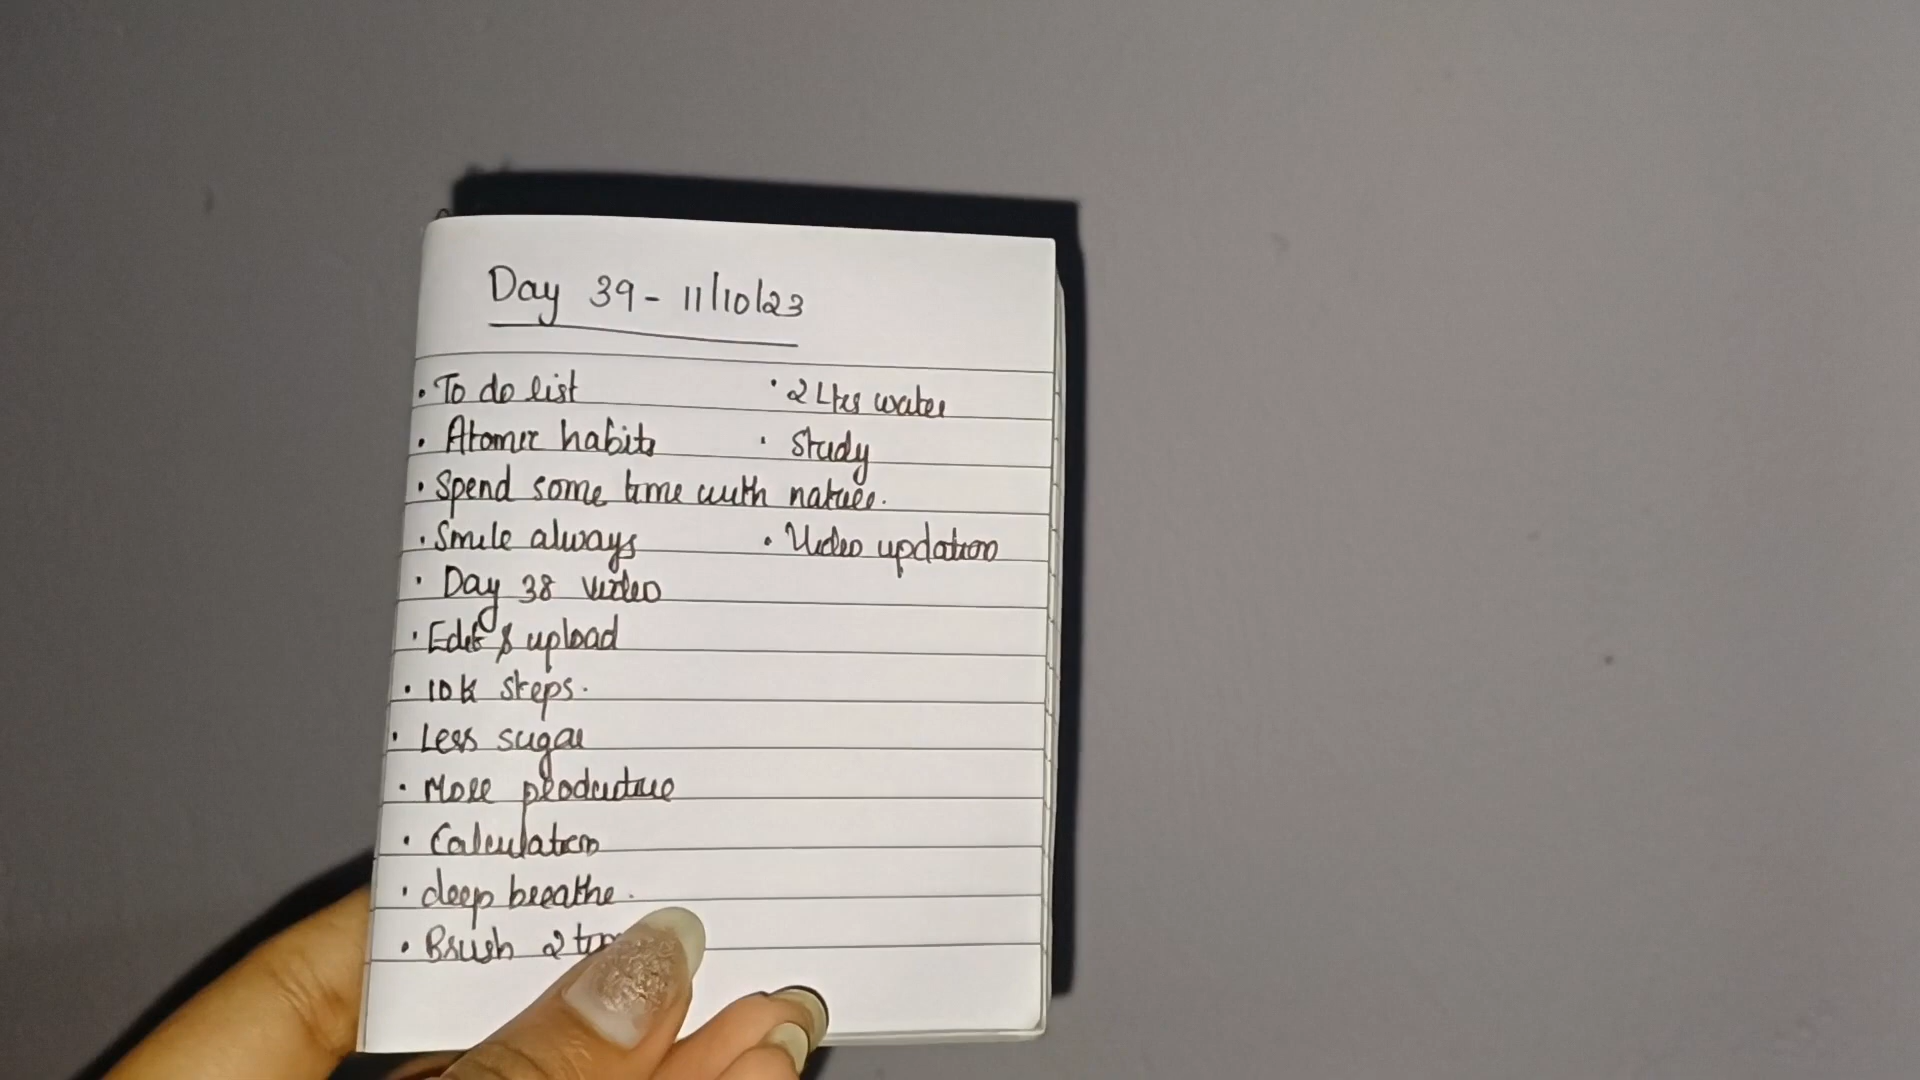 Day 39 - 11/10/23
• To do list • 2 Ltrs water
• Atomic habits • Study
• Spend some time with nature.
• Smile always • Video updation
• Day 38 video
• Edit & upload
• 10K steps.
• Less sugar
• More productive
• Calculation
• deep breathe.
• Brush 2